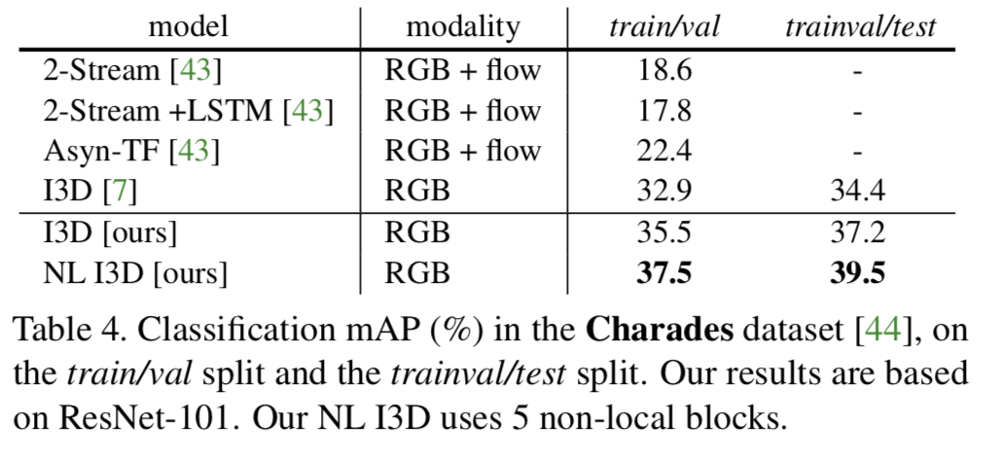 model modality train/val trainval/test
2-Stream [43] RGB + flow 18.6 -
2-Stream +LSTM [43] RGB + flow 17.8 -
Asyn-TF [43] RGB + flow 22.4 -
I3D [7] RGB 32.9 34.4
I3D [ours] RGB 35.5 37.2
NL I3D [ours] RGB 37.5 39.5
Table 4. Classification mAP (%) in the Charades dataset [44], on
the train/val split and the trainval/test split. Our results are based
on ResNet-101. Our NL I3D uses 5 non-local blocks.